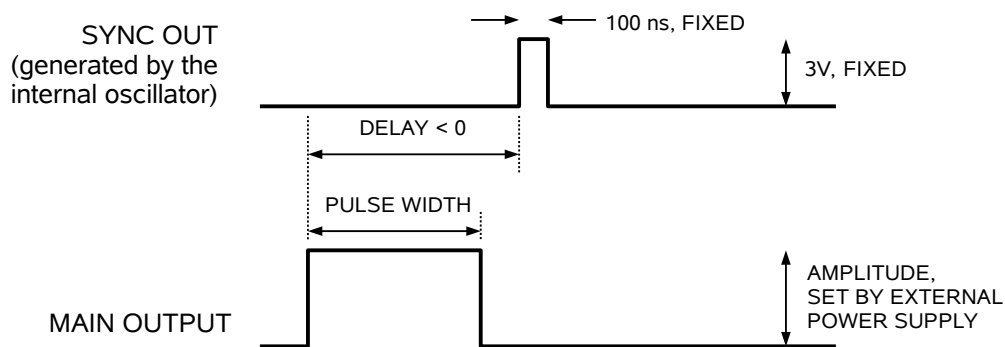 SYNC OUT
(generated by the
internal oscillator)
100 ns, FIXED
3V, FIXED
DELAY < 0
PULSE WIDTH
AMPLITUDE,
SET BY EXTERNAL
POWER SUPPLY
MAIN OUTPUT